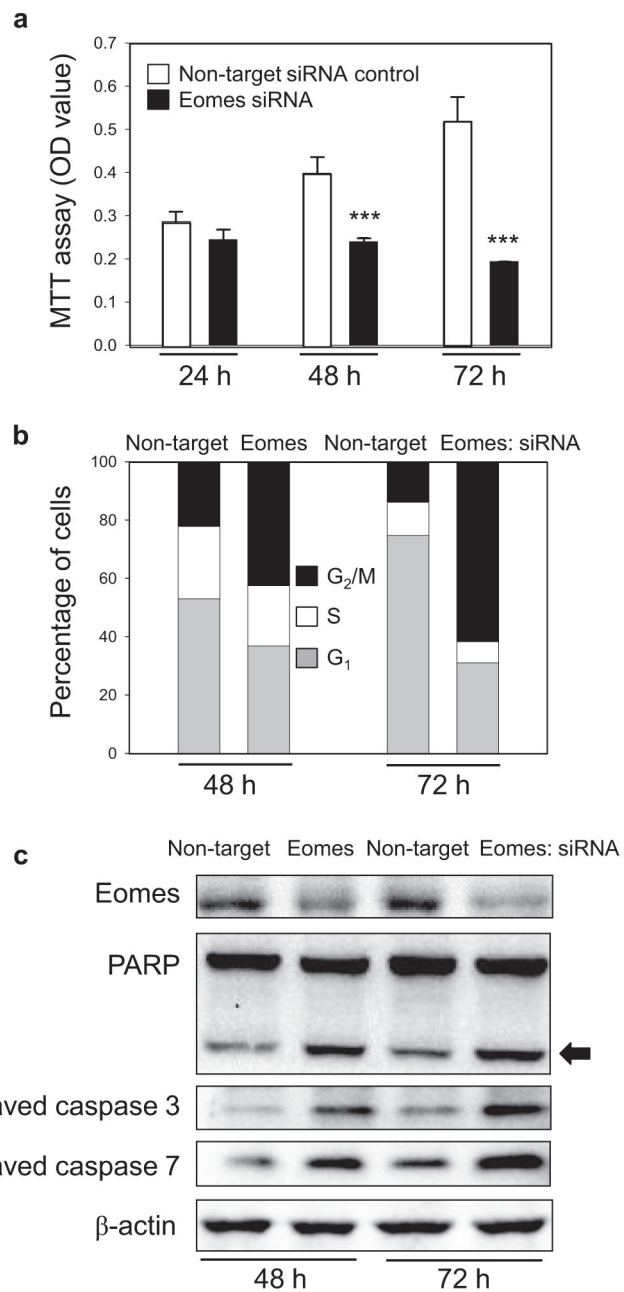 a
0.7
0.6
0.5
0.4
0.3
0.2
0.1
0.0
MTT assay (OD value)
Non-target siRNA control
Eomes siRNA
***
***
24 h 48 h 72 h
b
Non-target Eomes Non-target Eomes: siRNA
100
80
60
40
20
0
Percentage of cells
G₂/M
S
G₁
48 h 72 h
c
Non-target Eomes Non-target Eomes: siRNA
Eomes
PARP
aved caspase 3
aved caspase 7
β-actin
48 h 72 h